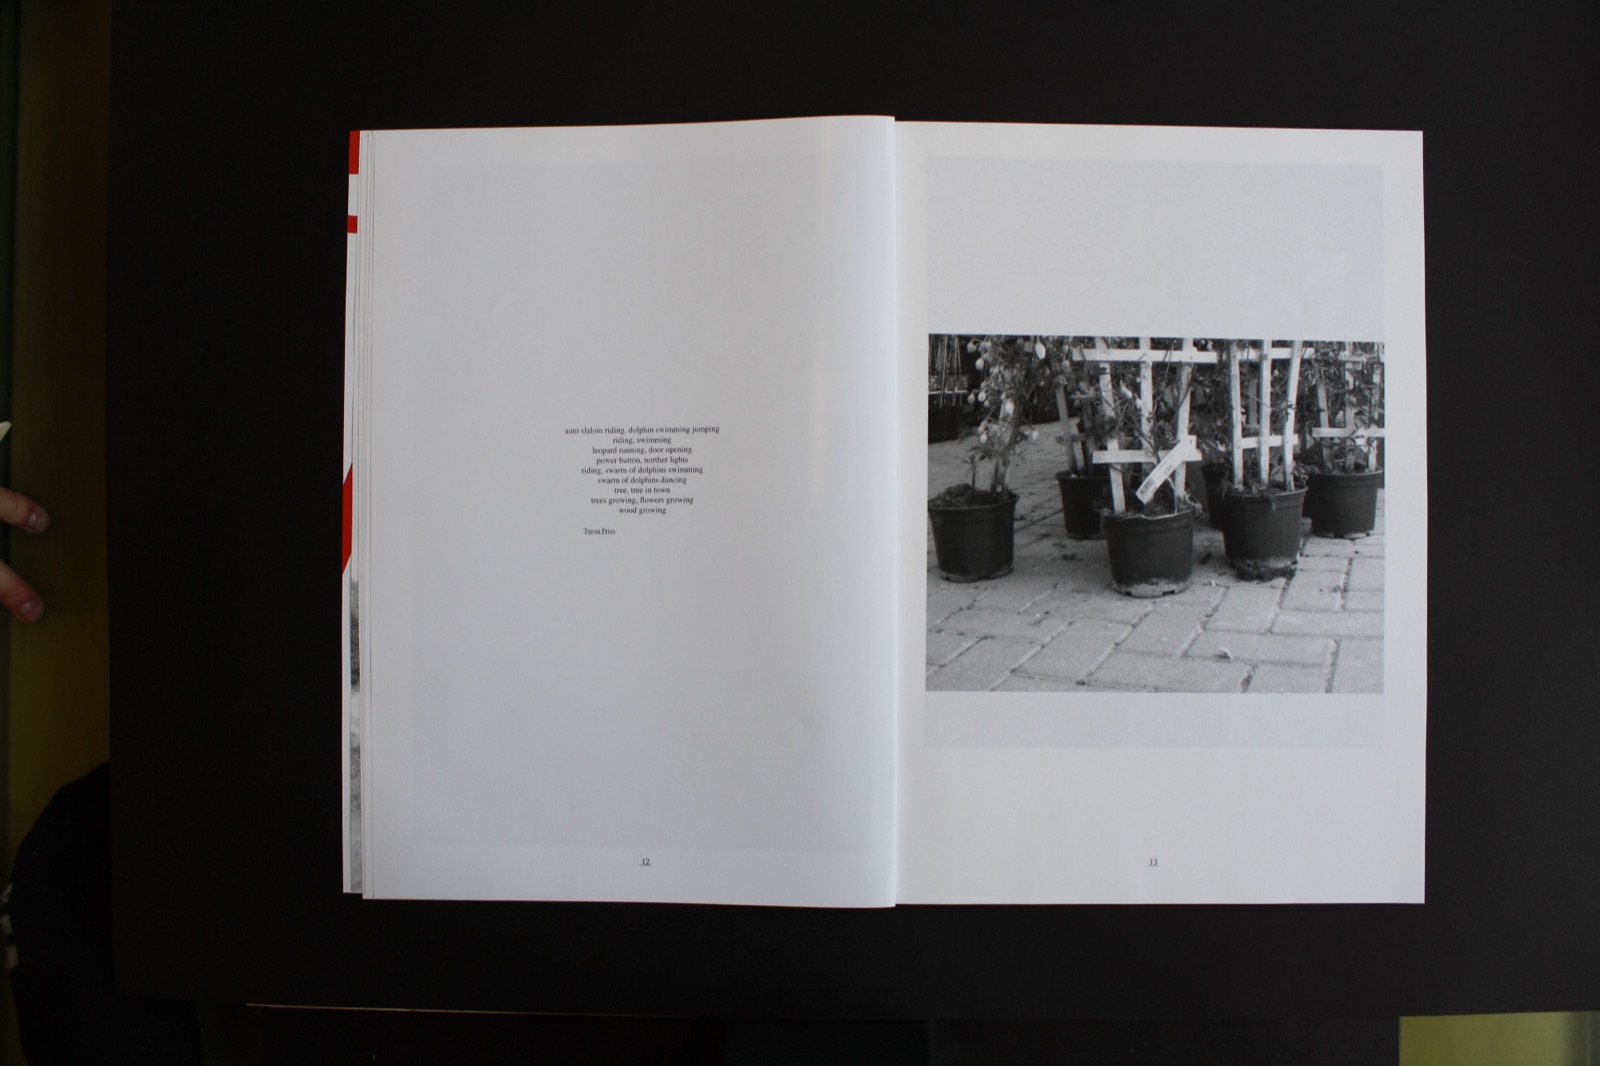 auto slalom riding, dolphin swimming jumping
riding, swimming
leopard running, door opening
power button, norther lights
riding, swarm of dolphins swimming
swarm of dolphins dancing
tree, tree in town
trees growing, flowers growing
wood growing
Toyota Prius
12
13